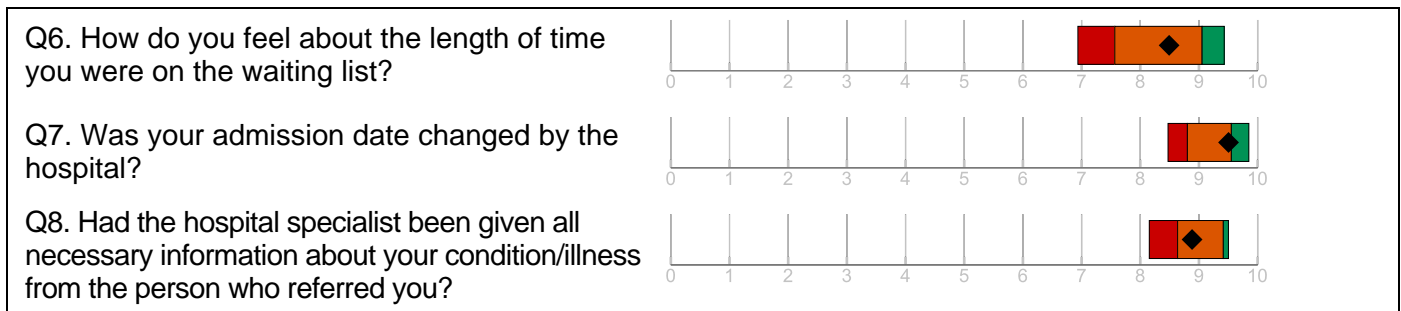 Q6. How do you feel about the length of time
you were on the waiting list?
0 1 2 3 4 5 6 7 8 9 10
Q7. Was your admission date changed by the
hospital?
0 1 2 3 4 5 6 7 8 9 10
Q8. Had the hospital specialist been given all
necessary information about your condition/illness
from the person who referred you?
0 1 2 3 4 5 6 7 8 9 10